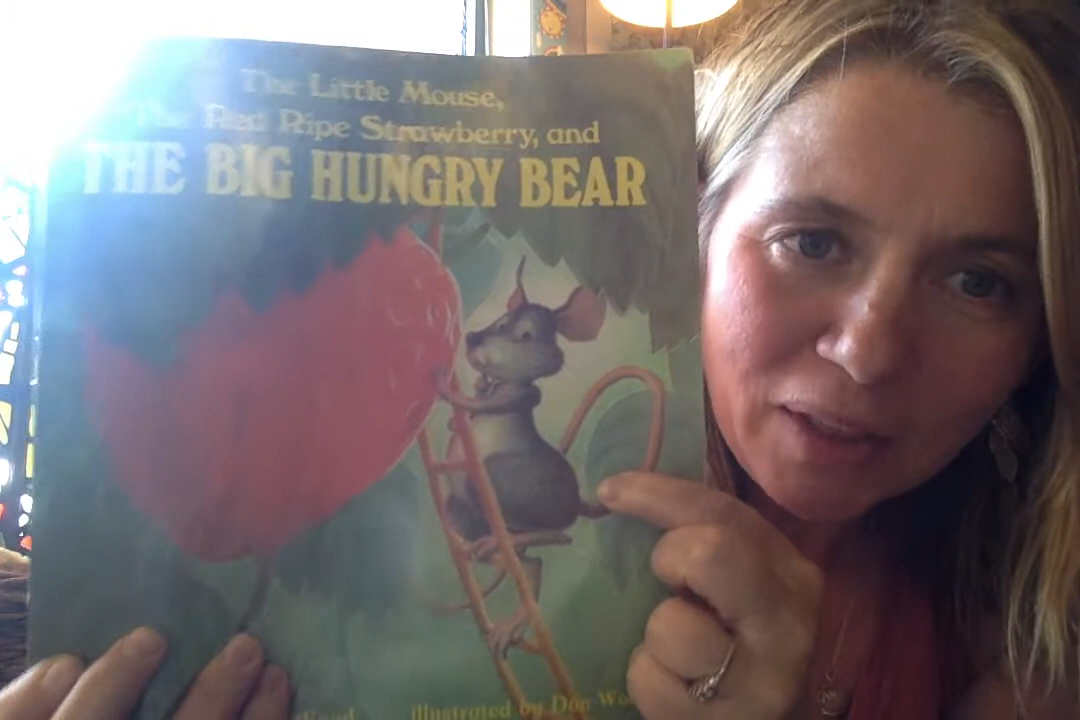 The Little Mouse,
The Red Ripe Strawberry, and
THE BIG HUNGRY BEAR
Wood illustrated by Don